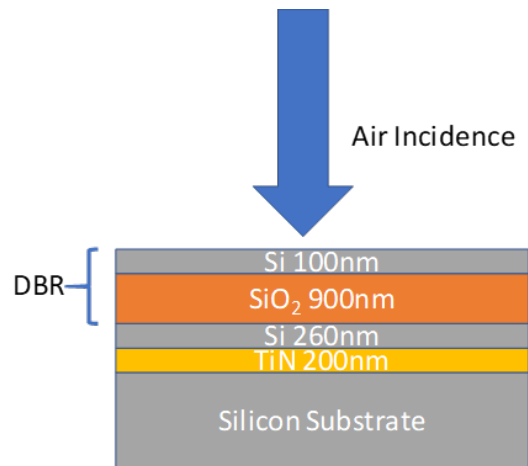 Air Incidence
Si 100nm
DBR
SiO₂ 900nm
Si 260nm
TiN 200nm
Silicon Substrate